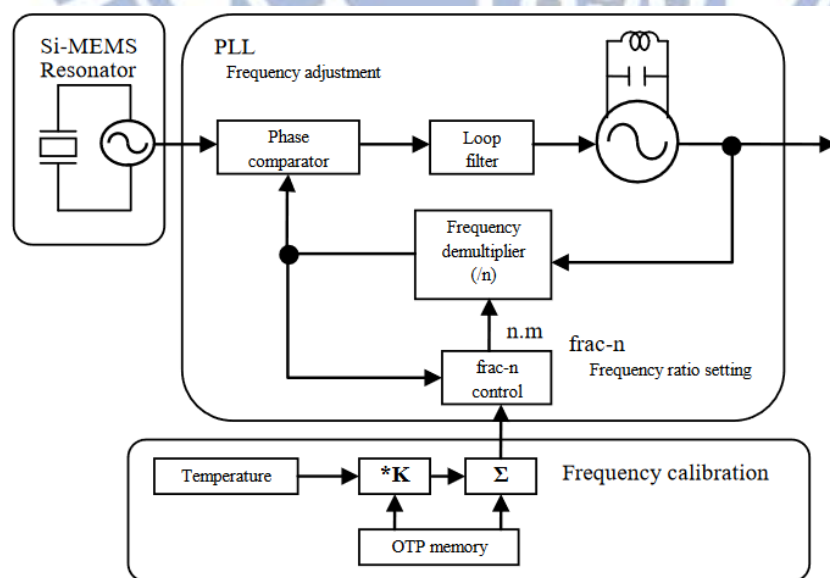 Si-MEMS
Resonator
PLL
Frequency adjustment
Phase
comparator
Loop
filter
Frequency
demultiplier
(/n)
n.m
frac-n
Frequency ratio setting
frac-n
control
Temperature
*K
Σ
Frequency calibration
OTP memory